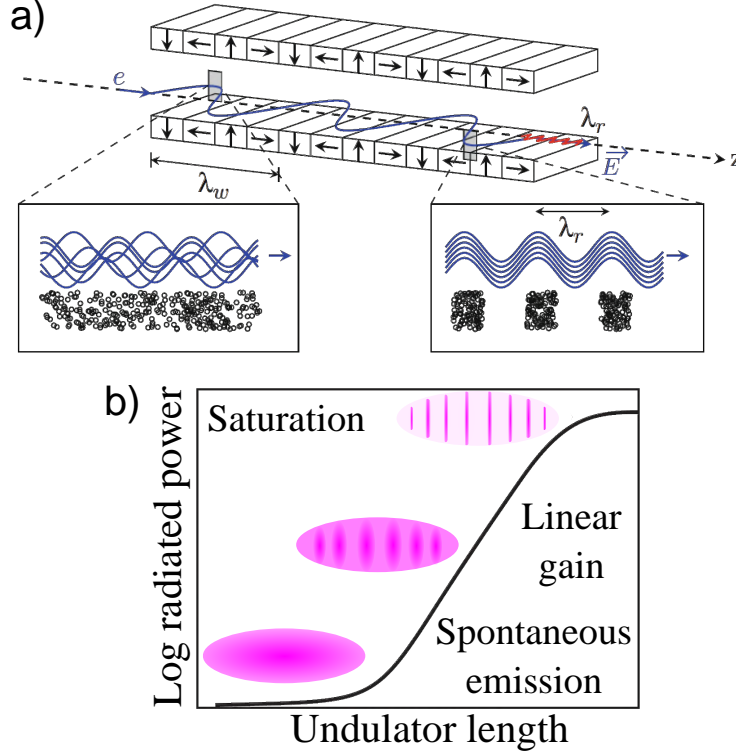 a)
e
λr
E
z
λw
λr
b)
Log radiated power
Saturation
Linear
gain
Spontaneous
emission
Undulator length